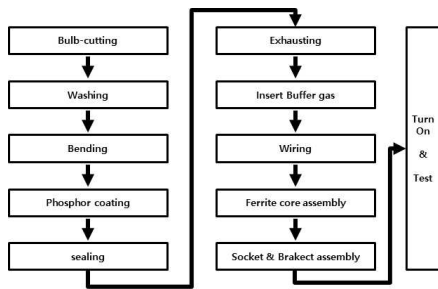 Bulb-cutting
Washing
Bending
Phosphor coating
sealing
Exhausting
Insert Buffer gas
Wiring
Ferrite core assembly
Socket & Brakect assembly
Turn
On
&
Test